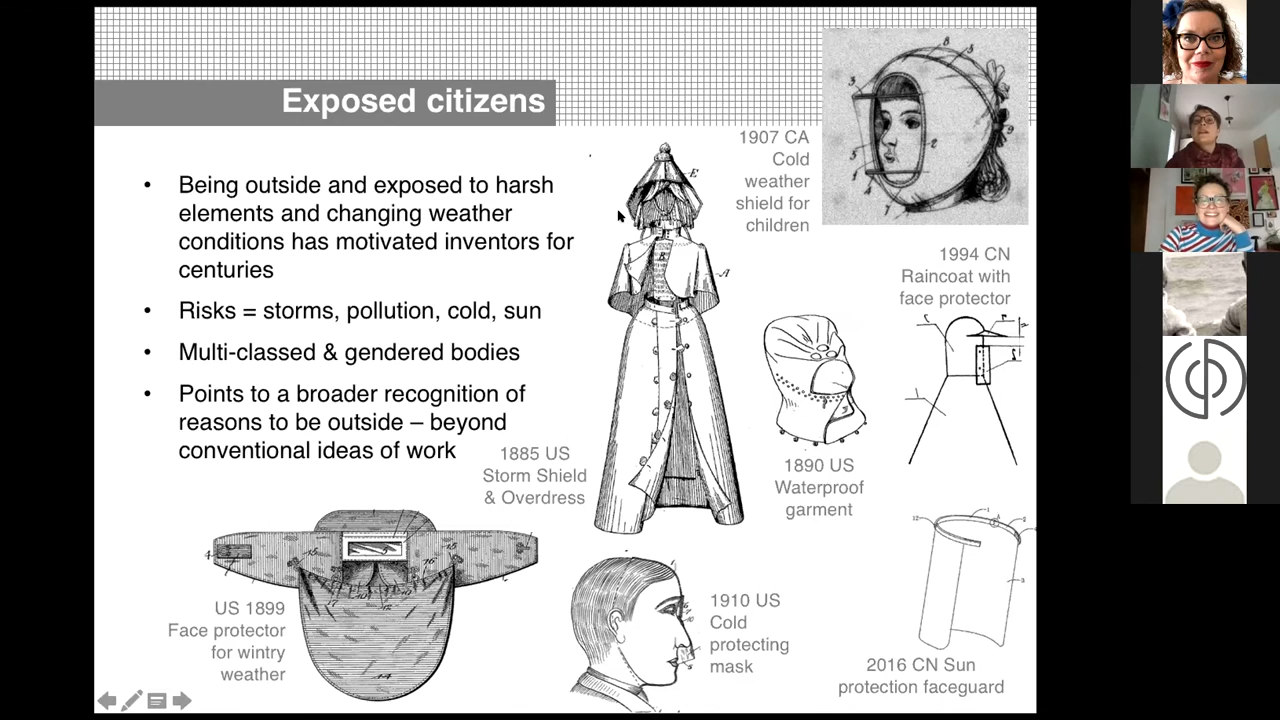 Exposed citizens
• Being outside and exposed to harsh
elements and changing weather
conditions has motivated inventors for
centuries
• Risks = storms, pollution, cold, sun
• Multi-classed & gendered bodies
• Points to a broader recognition of
reasons to be outside – beyond
conventional ideas of work
1907 CA
Cold
weather
shield for
children
1994 CN
Raincoat with
face protector
1885 US
Storm Shield
& Overdress
1890 US
Waterproof
garment
US 1899
Face protector
for wintry
weather
1910 US
Cold
protecting
mask
2016 CN Sun
protection faceguard